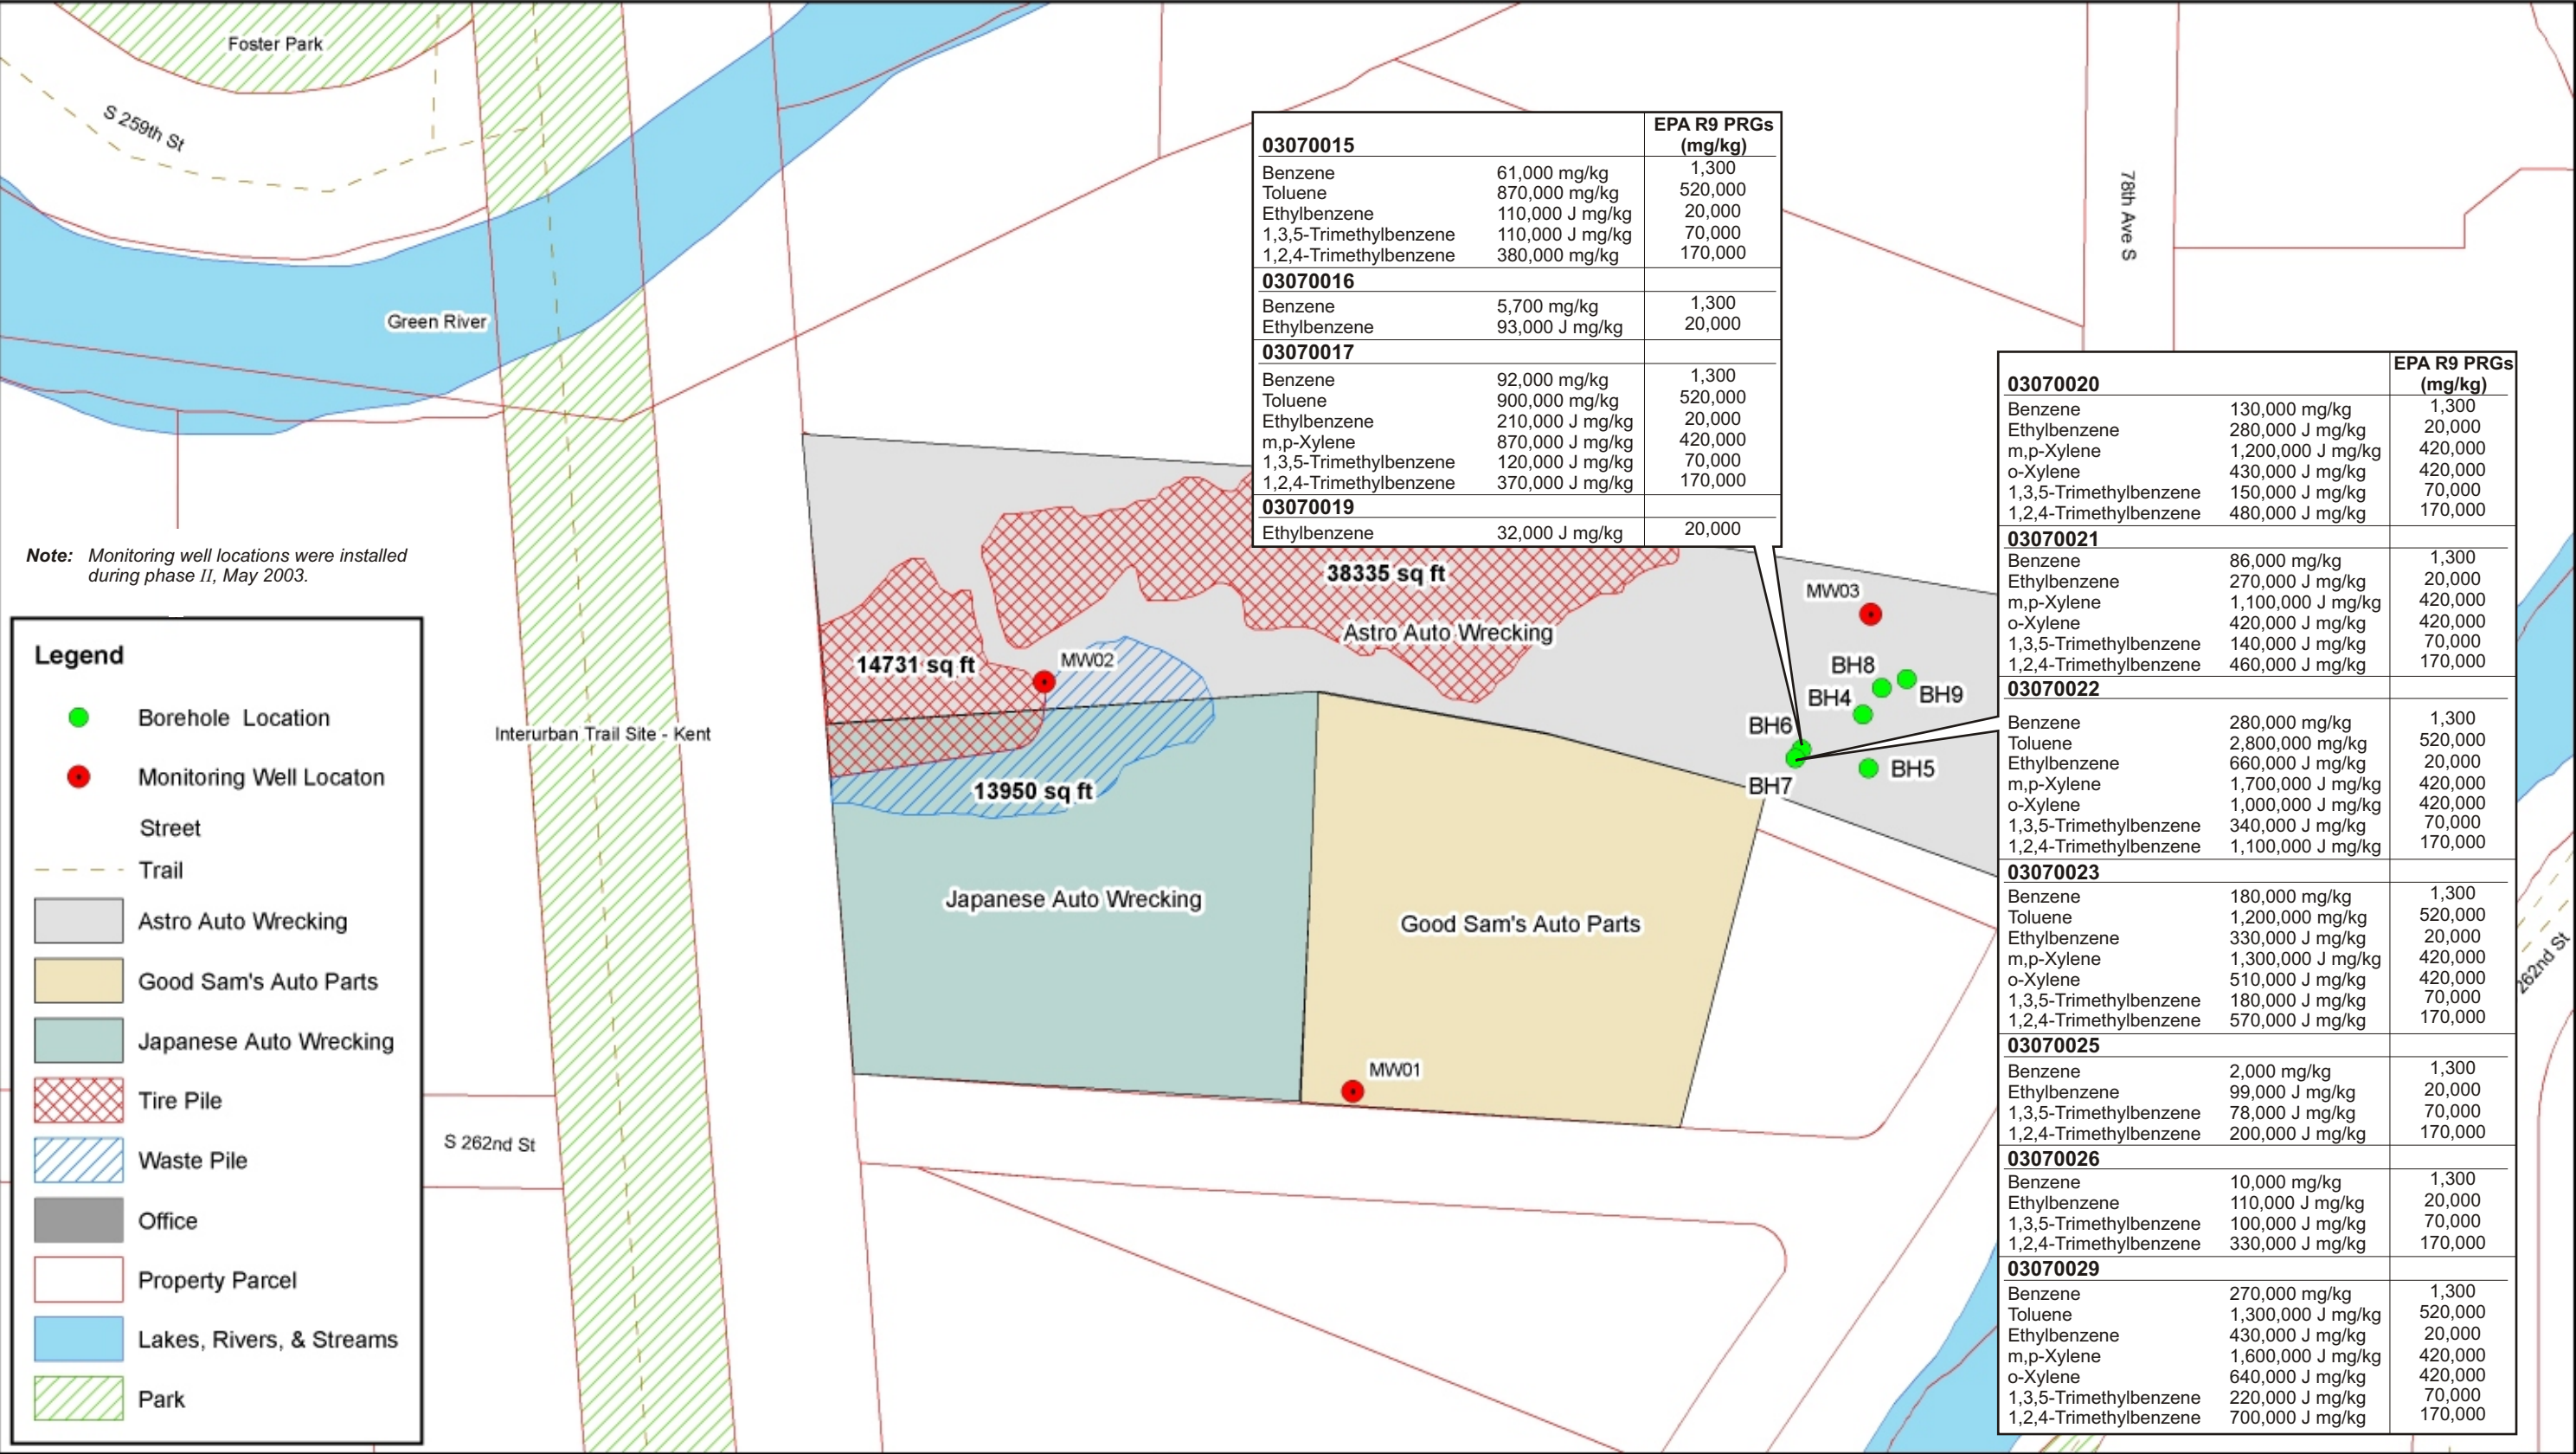 Foster Park
S 259th St
Green River
Note: Monitoring well locations were installed
during phase II, May 2003.
Legend
Borehole Location
Monitoring Well Locaton
Street
Trail
Astro Auto Wrecking
Good Sam's Auto Parts
Japanese Auto Wrecking
Tire Pile
Waste Pile
Office
Property Parcel
Lakes, Rivers, & Streams
Park
Interurban Trail Site - Kent
S 262nd St
14731 sq ft
MW02
38335 sq ft
Astro Auto Wrecking
13950 sq ft
Japanese Auto Wrecking
Good Sam's Auto Parts
MW01
03070015 EPA R9 PRGs
(mg/kg)
Benzene 61,000 mg/kg 1,300
Toluene 870,000 mg/kg 520,000
Ethylbenzene 110,000 J mg/kg 20,000
1,3,5-Trimethylbenzene 110,000 J mg/kg 70,000
1,2,4-Trimethylbenzene 380,000 mg/kg 170,000
03070016
Benzene 5,700 mg/kg 1,300
Ethylbenzene 93,000 J mg/kg 20,000
03070017
Benzene 92,000 mg/kg 1,300
Toluene 900,000 mg/kg 520,000
Ethylbenzene 210,000 J mg/kg 20,000
m,p-Xylene 870,000 J mg/kg 420,000
1,3,5-Trimethylbenzene 120,000 J mg/kg 70,000
1,2,4-Trimethylbenzene 370,000 J mg/kg 170,000
03070019
Ethylbenzene 32,000 J mg/kg 20,000
78th Ave S
MW03
BH8
BH9
BH4
BH6
BH5
BH7
03070020 EPA R9 PRGs
(mg/kg)
Benzene 130,000 mg/kg 1,300
Ethylbenzene 280,000 J mg/kg 20,000
m,p-Xylene 1,200,000 J mg/kg 420,000
o-Xylene 430,000 J mg/kg 420,000
1,3,5-Trimethylbenzene 150,000 J mg/kg 70,000
1,2,4-Trimethylbenzene 480,000 J mg/kg 170,000
03070021
Benzene 86,000 mg/kg 1,300
Ethylbenzene 270,000 J mg/kg 20,000
m,p-Xylene 1,100,000 J mg/kg 420,000
o-Xylene 420,000 J mg/kg 420,000
1,3,5-Trimethylbenzene 140,000 J mg/kg 70,000
1,2,4-Trimethylbenzene 460,000 J mg/kg 170,000
03070022
Benzene 280,000 mg/kg 1,300
Toluene 2,800,000 mg/kg 520,000
Ethylbenzene 660,000 J mg/kg 20,000
m,p-Xylene 1,700,000 J mg/kg 420,000
o-Xylene 1,000,000 J mg/kg 420,000
1,3,5-Trimethylbenzene 340,000 J mg/kg 70,000
1,2,4-Trimethylbenzene 1,100,000 J mg/kg 170,000
03070023
Benzene 180,000 mg/kg 1,300
Toluene 1,200,000 mg/kg 520,000
Ethylbenzene 330,000 J mg/kg 20,000
m,p-Xylene 1,300,000 J mg/kg 420,000
o-Xylene 510,000 J mg/kg 420,000
1,3,5-Trimethylbenzene 180,000 J mg/kg 70,000
1,2,4-Trimethylbenzene 570,000 J mg/kg 170,000
03070025
Benzene 2,000 mg/kg 1,300
Ethylbenzene 99,000 J mg/kg 20,000
1,3,5-Trimethylbenzene 78,000 J mg/kg 70,000
1,2,4-Trimethylbenzene 200,000 J mg/kg 170,000
03070026
Benzene 10,000 mg/kg 1,300
Ethylbenzene 110,000 J mg/kg 20,000
1,3,5-Trimethylbenzene 100,000 J mg/kg 70,000
1,2,4-Trimethylbenzene 330,000 J mg/kg 170,000
03070029
Benzene 270,000 mg/kg 1,300
Toluene 1,300,000 J mg/kg 520,000
Ethylbenzene 430,000 J mg/kg 20,000
m,p-Xylene 1,600,000 J mg/kg 420,000
o-Xylene 640,000 J mg/kg 420,000
1,3,5-Trimethylbenzene 220,000 J mg/kg 70,000
1,2,4-Trimethylbenzene 700,000 J mg/kg 170,000
262nd St